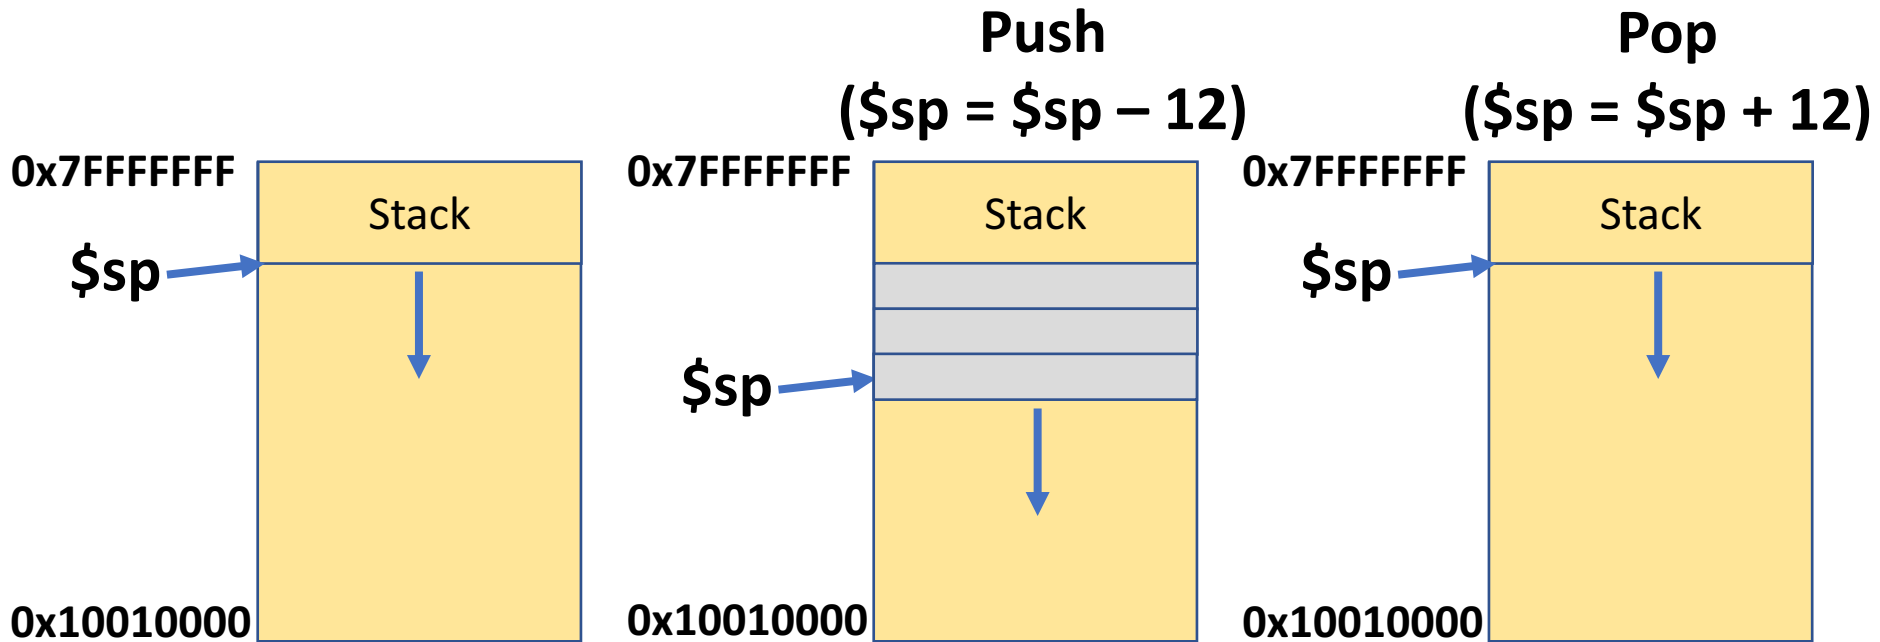 Push
($sp = $sp – 12)
Pop
($sp = $sp + 12)
0x7FFFFFFF
Stack
$sp
0x10010000
0x7FFFFFFF
Stack
$sp
0x10010000
0x7FFFFFFF
Stack
$sp
0x10010000